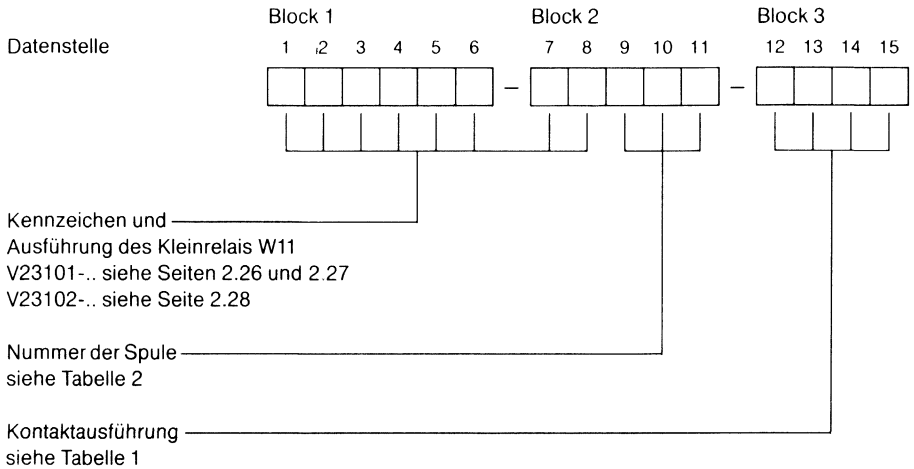 Block 1 Block 2 Block 3
Datenstelle 1 2 3 4 5 6 7 8 9 10 11 12 13 14 15
– –
Kennzeichen und
Ausführung des Kleinrelais W11
V23101-.. siehe Seiten 2.26 und 2.27
V23102-.. siehe Seite 2.28
Nummer der Spule
siehe Tabelle 2
Kontaktausführung
siehe Tabelle 1